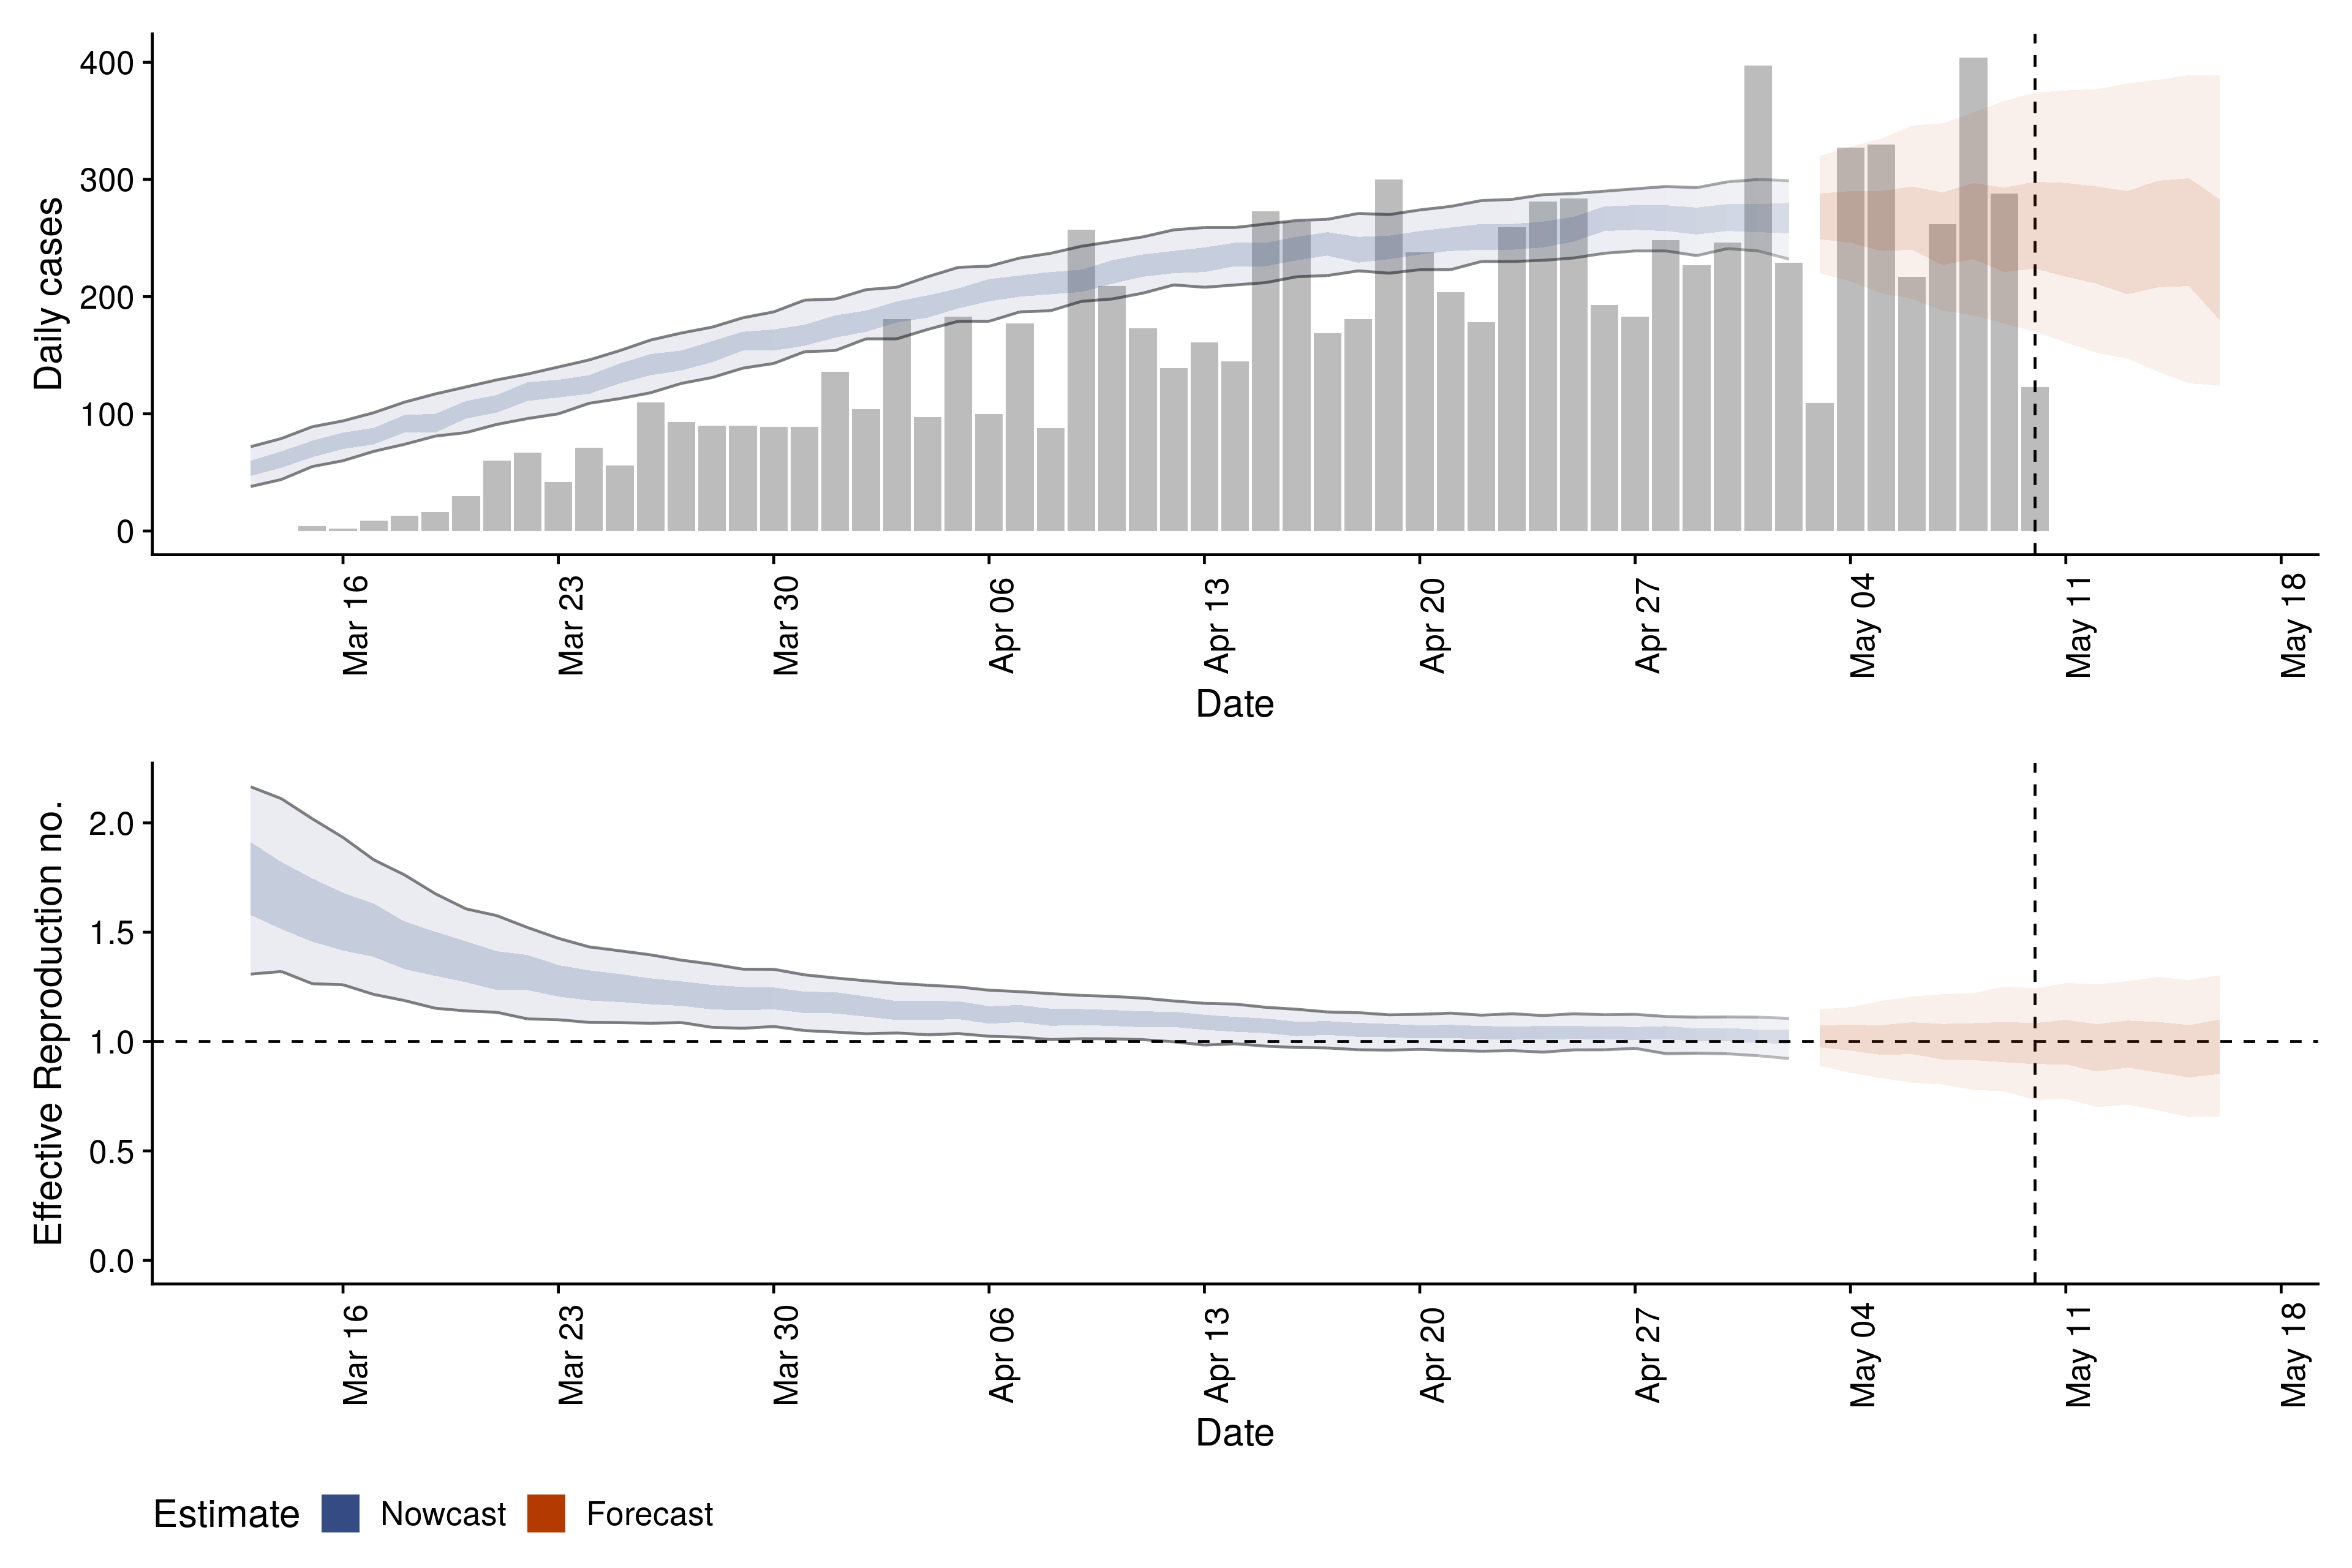 Daily cases
400
300
200
100
0
Mar 16 Mar 23 Mar 30 Apr 06 Apr 13 Apr 20 Apr 27 May 04 May 11 May 18
Date
Effective Reproduction no.
2.0
1.5
1.0
0.5
0.0
Mar 16 Mar 23 Mar 30 Apr 06 Apr 13 Apr 20 Apr 27 May 04 May 11 May 18
Date
Estimate Nowcast Forecast